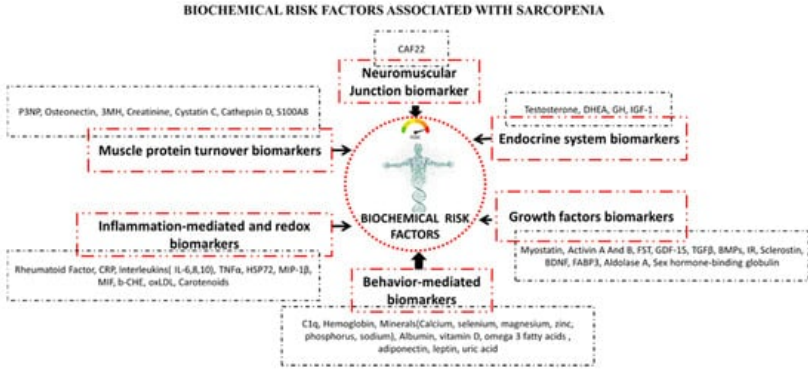 BIOCHEMICAL RISK FACTORS ASSOCIATED WITH SARCOPENIA
CAF22
Neuromuscular
Junction biomarker
P3NP, Osteonectin, 3MH, Creatinine, Cystatin C, Cathepsin D, S100A8
Muscle protein turnover biomarkers
Testosterone, DHEA, GH, IGF-1
Endocrine system biomarkers
BIOCHEMICAL RISK
FACTORS
Inflammation-mediated and redox
biomarkers
Rheumatoid Factor, CRP, Interleukins( IL-6,8,10), TNFα, HSP72, MIP-1β,
MIF, b-CHE, oxLDL, Carotenoids
Growth factors biomarkers
Myostatin, Activin A And B, FST, GDF-15, TGFβ, BMPs, IR, Sclerostin,
BDNF, FABP3, Aldolase A, Sex hormone-binding globulin
Behavior-mediated
biomarkers
C1q, Hemoglobin, Minerals(Calcium, selenium, magnesium, zinc,
phosphorus, sodium), Albumin, vitamin D, omega 3 fatty acids ,
adiponectin, leptin, uric acid